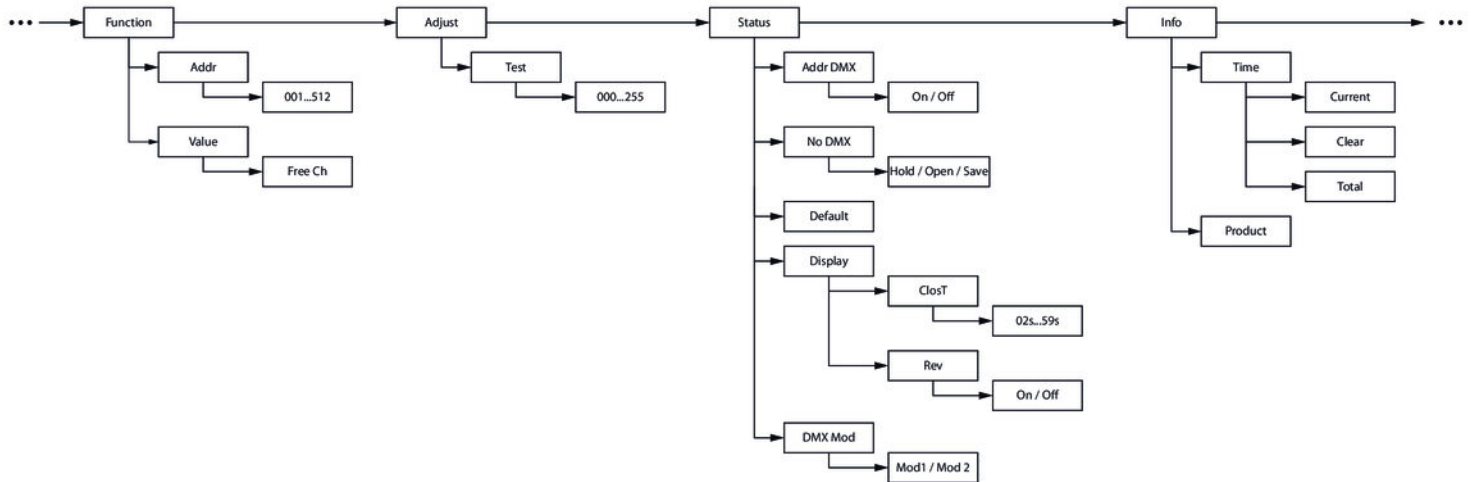 ••• Function Adjust Status Info •••
Addr Test Addr DMX Time
001...512 000...255 On / Off Current
Value No DMX Clear
Free Ch Hold / Open / Save
Total
Default
Product
Display
ClosT
02s...59s
Rev
On / Off
DMX Mod
Mod1 / Mod 2